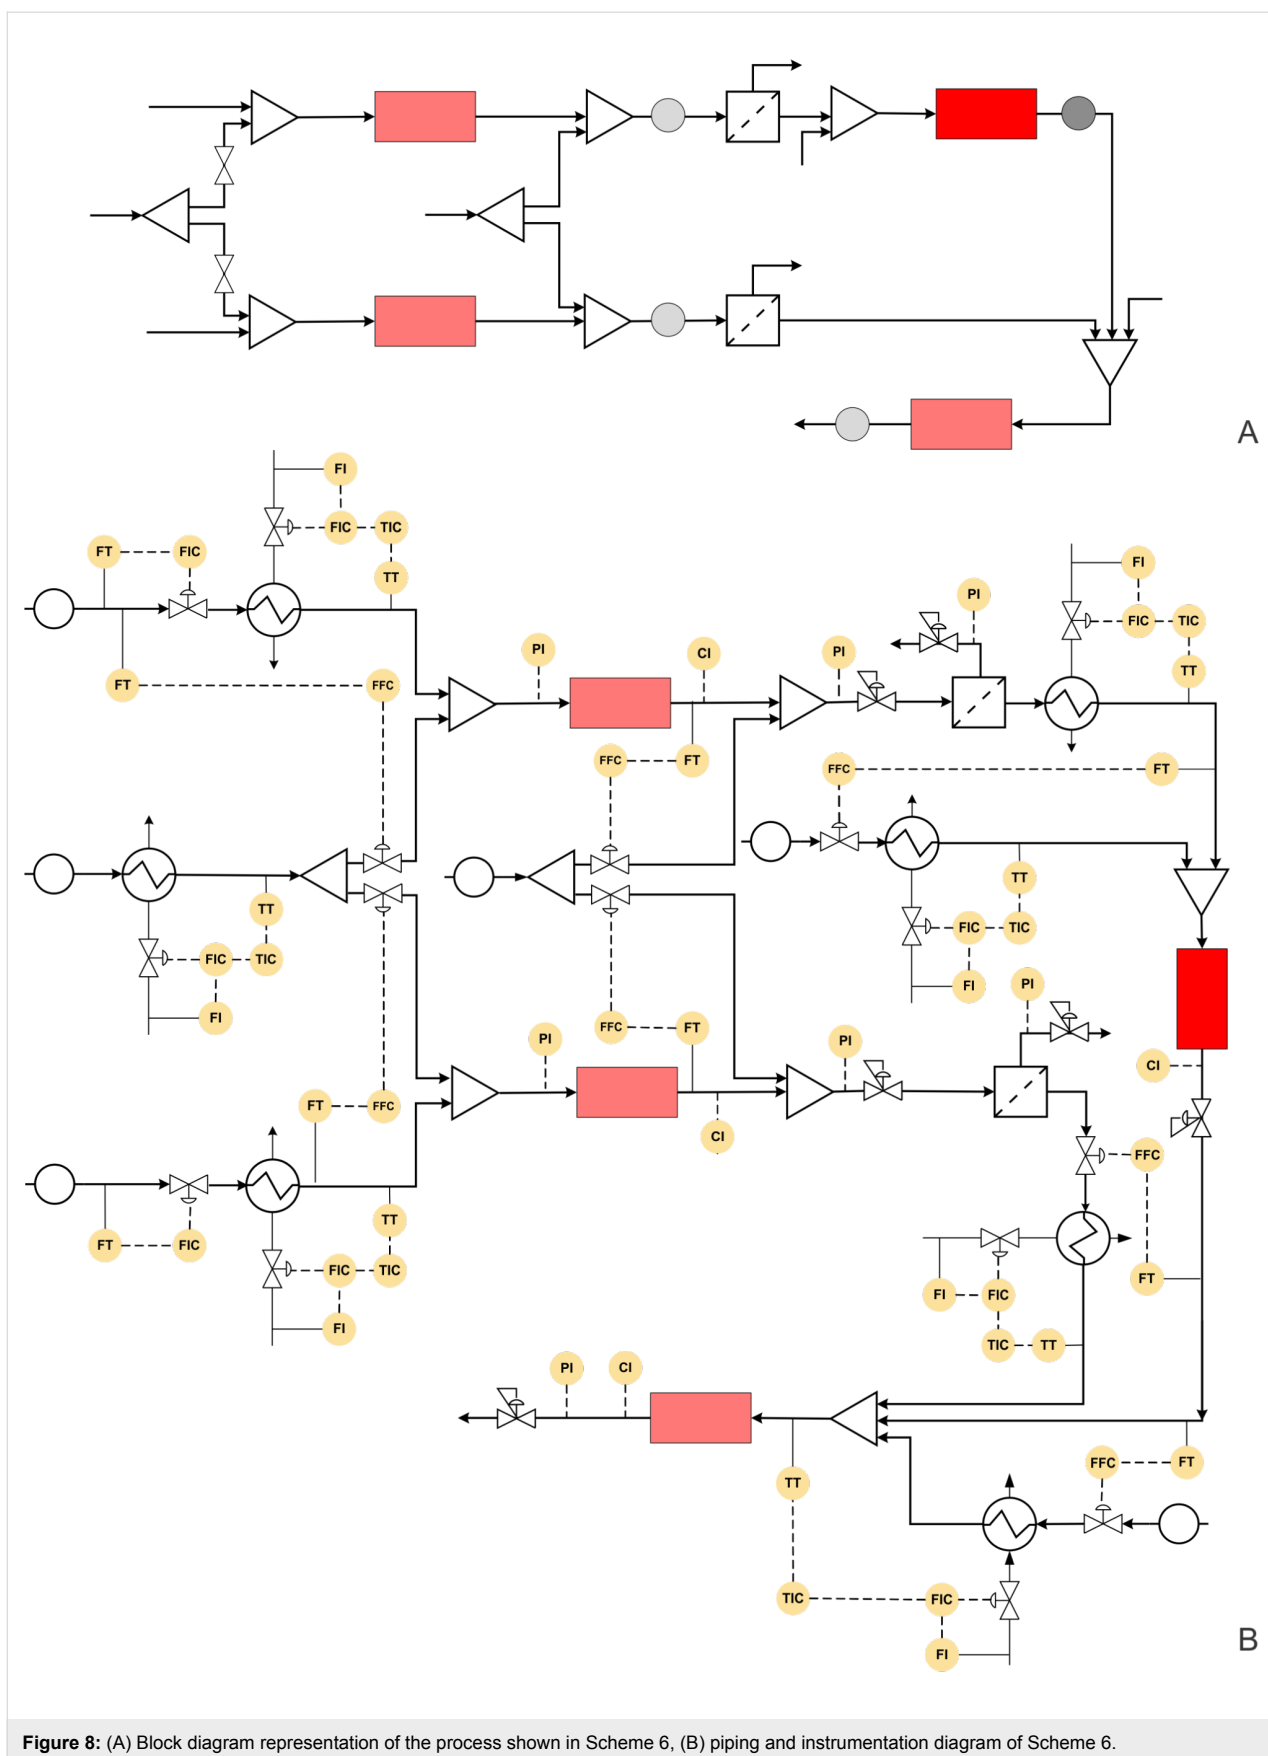 A
FI
FIC TIC
FT FIC
TT
FI
PI
FIC TIC
PI CI PI
TT
FT FFC
FFC FT
FFC FT
TT
TT
FIC TIC
FIC TIC
FI
PI
FI
FFC FT
PI PI
CI
FT FFC
CI
FFC
TT
FT FIC
FIC TIC
FT
FI FIC
FI
TIC TT
PI CI
FFC FT
TT
TIC FIC
B
FI
Figure 8: (A) Block diagram representation of the process shown in Scheme 6, (B) piping and instrumentation diagram of Scheme 6.